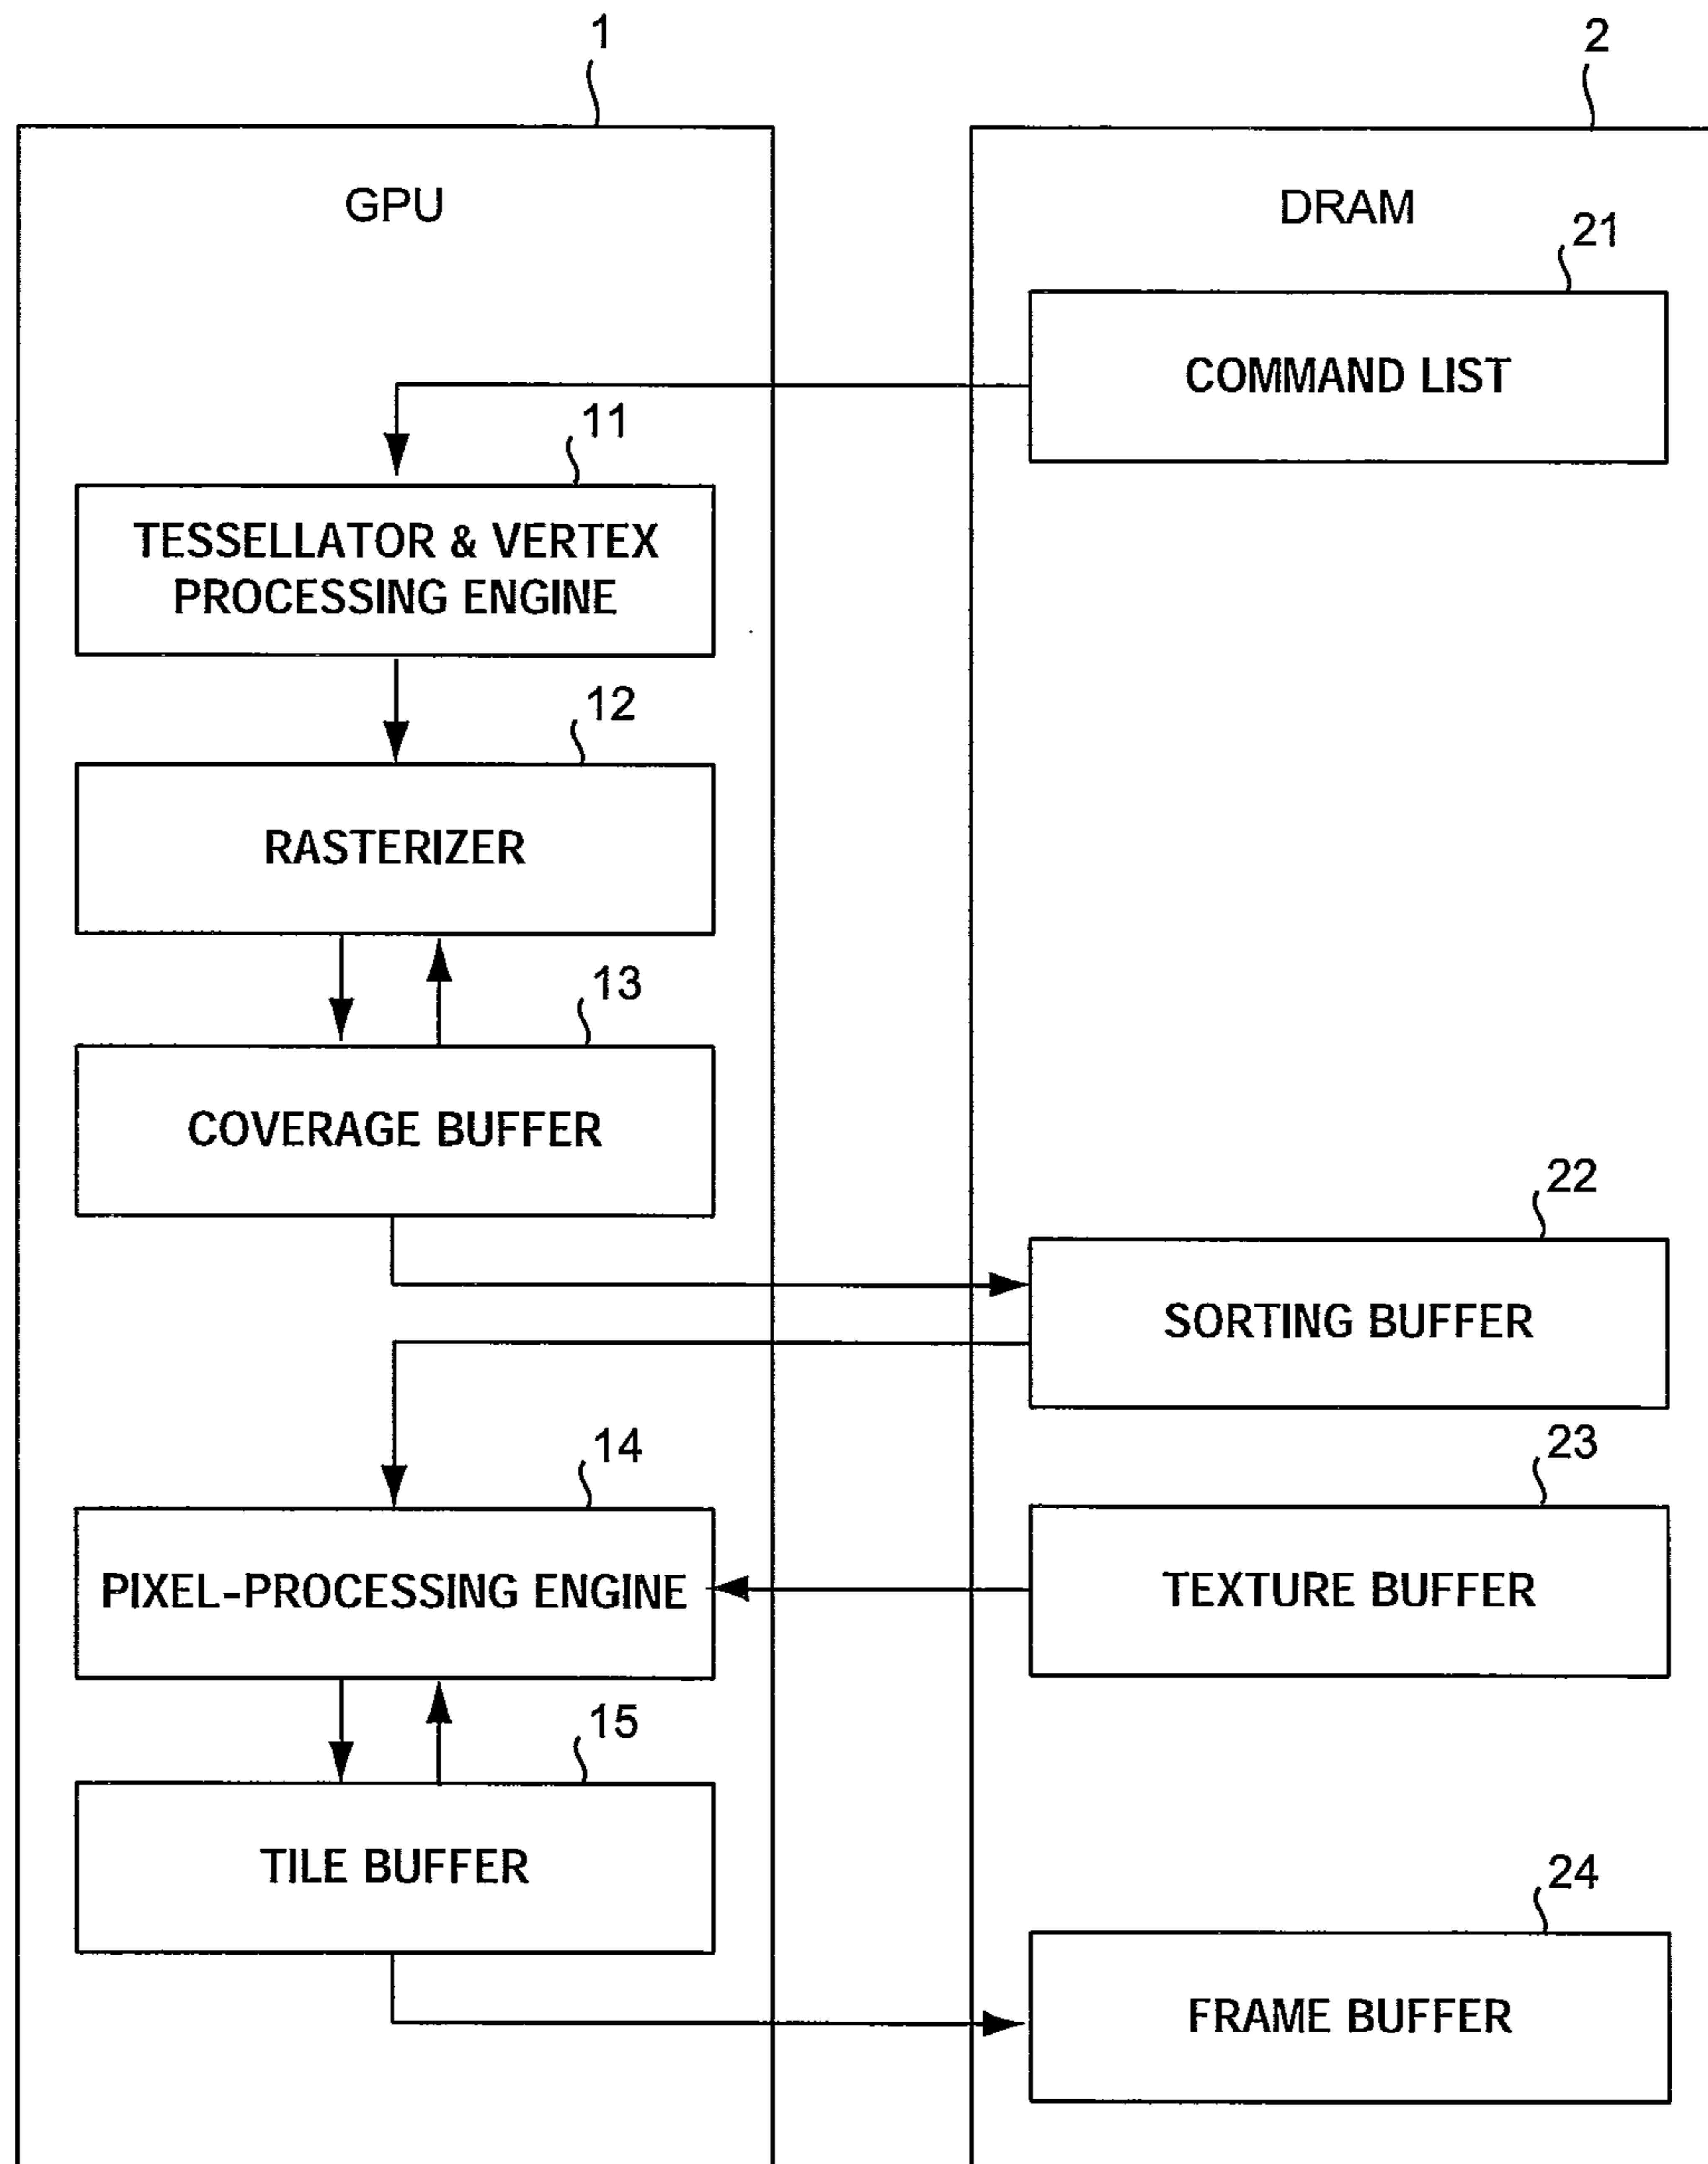 1
2
GPU
DRAM
21
COMMAND LIST
11
TESSELLATOR & VERTEX
PROCESSING ENGINE
12
RASTERIZER
13
COVERAGE BUFFER
22
SORTING BUFFER
14
23
PIXEL-PROCESSING ENGINE
TEXTURE BUFFER
15
TILE BUFFER
24
FRAME BUFFER